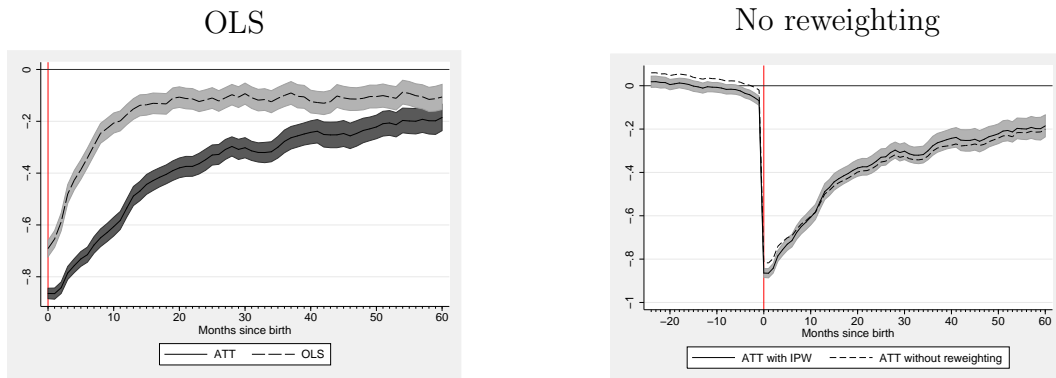 OLS
0
-.2
-.4
-.6
-.8
0 10 20 30 40 50 60
Months since birth
ATT OLS
No reweighting
0
-.2
-.4
-.6
-.8
-1
-20 -10 0 10 20 30 40 50 60
Months since birth
ATT with IPW ATT without reweighting